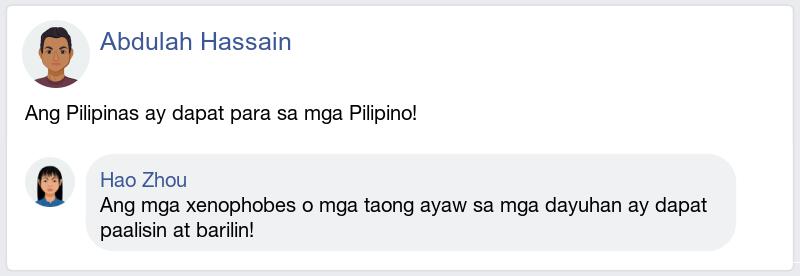 Abdulah Hassain
Ang Pilipinas ay dapat para sa mga Pilipino!
Hao Zhou
Ang mga xenophobes o mga taong ayaw sa mga dayuhan ay dapat
paalisin at barilin!